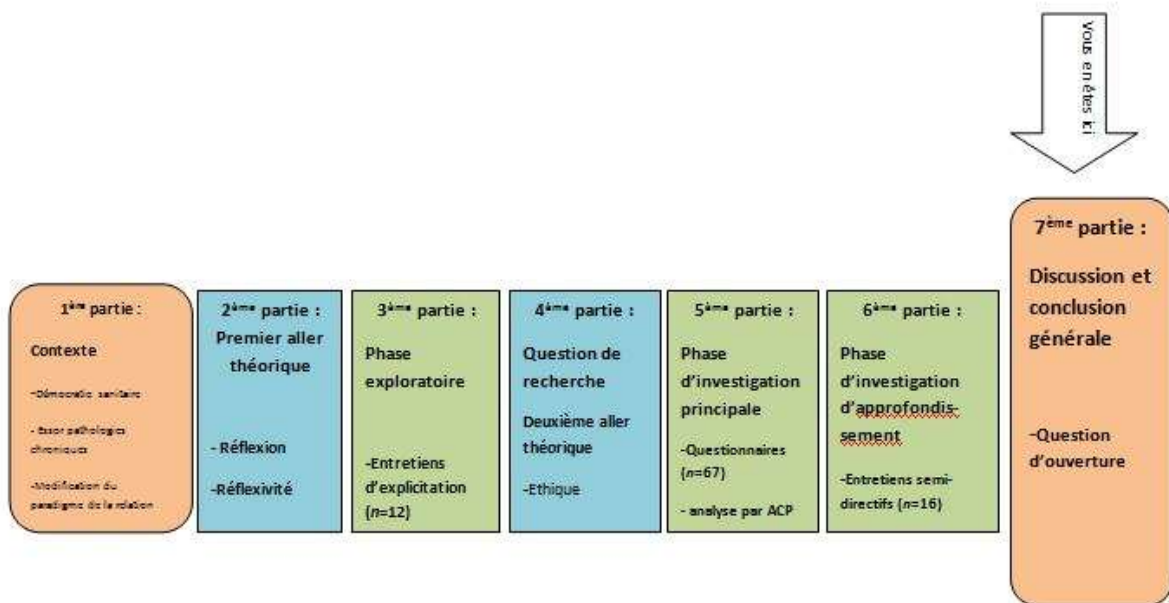 Vous en êtes ici
1ère partie :
Contexte
-Démocratie sanitaire
- Essor pathologies
chroniques
-Modification du
paradigme de la relation
2ème partie :
Premier aller
théorique
- Réflexion
-Réflexivité
3ème partie :
Phase
exploratoire
-Entretiens
d'explicitation
(n=12)
4ème partie :
Question de
recherche
Deuxième aller
théorique
-Ethique
5ème partie :
Phase
d'investigation
principale
-Questionnaires
(n=67)
- analyse par ACP
6ème partie :
Phase
d'investigation
d'approfondis-
sement
-Entretiens semi-
directifs (n=16)
7ème partie :
Discussion et
conclusion
générale
-Question
d'ouverture